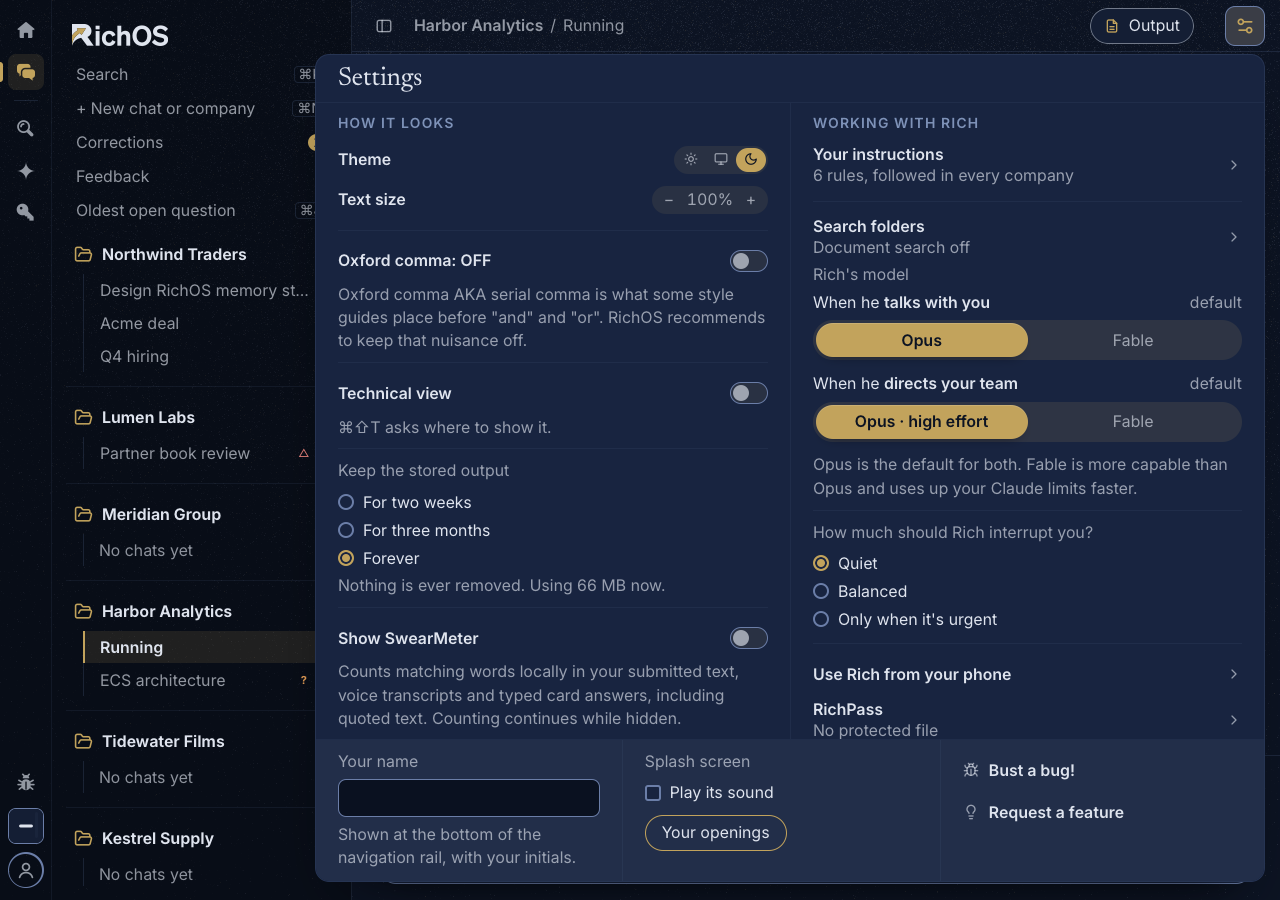 RichOS
Search
+ New chat or company
Corrections
Feedback
Oldest open question
Northwind Traders
Design RichOS memory st...
Acme deal
Q4 hiring
Lumen Labs
Partner book review
Meridian Group
No chats yet
Harbor Analytics
Running
ECS architecture ?
Tidewater Films
No chats yet
Kestrel Supply
No chats yet
Harbor Analytics / Running
Output
Settings
HOW IT LOOKS
Theme
Text size
− 100% +
Oxford comma: OFF
Oxford comma AKA serial comma is what some style
guides place before "and" and "or". RichOS recommends
to keep that nuisance off.
Technical view
⌘⇧T asks where to show it.
Keep the stored output
For two weeks
For three months
Forever
Nothing is ever removed. Using 66 MB now.
Show SwearMeter
Counts matching words locally in your submitted text,
voice transcripts and typed card answers, including
quoted text. Counting continues while hidden.
WORKING WITH RICH
Your instructions
6 rules, followed in every company
Search folders
Document search off
Rich's model
When he talks with you default
Opus Fable
When he directs your team default
Opus · high effort Fable
Opus is the default for both. Fable is more capable than
Opus and uses up your Claude limits faster.
How much should Rich interrupt you?
Quiet
Balanced
Only when it's urgent
Use Rich from your phone
RichPass
No protected file
Your name
Shown at the bottom of the
navigation rail, with your initials.
Splash screen
Play its sound
Your openings
Bust a bug!
Request a feature